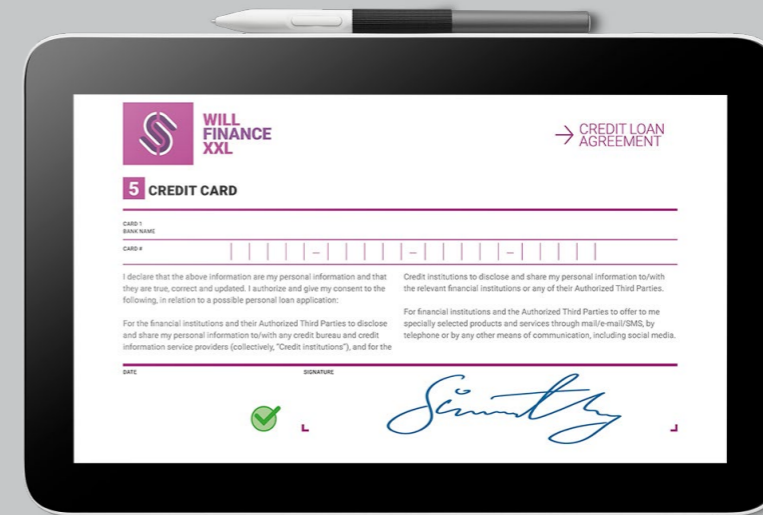 WILL
FINANCE
XXL
CREDIT LOAN
AGREEMENT
5 CREDIT CARD
CARD 1
BANK NAME
CARD #
I declare that the above information are my personal information and that
they are true, correct and updated. I authorize and give my consent to the
following, in relation to a possible personal loan application:
For the financial institutions and their Authorized Third Parties to disclose
and share my personal information to/with any credit bureau and credit
information service providers (collectively, "Credit institutions"), and for the
Credit institutions to disclose and share my personal information to/with
the relevant financial institutions or any of their Authorized Third Parties.
For financial institutions and the Authorized Third Parties to offer to me
specially selected products and services through mail/e-mail/SMS, by
telephone or by any other means of communication, including social media.
DATE
SIGNATURE